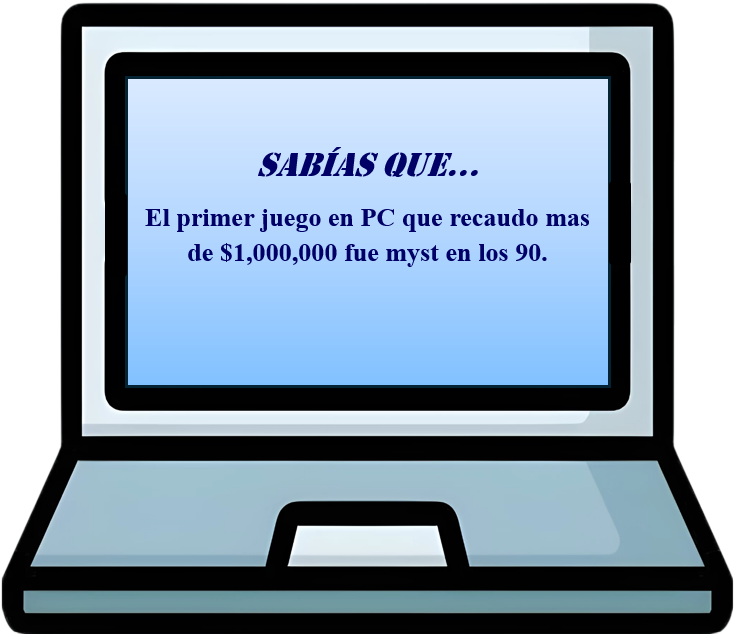 SABÍAS QUE...
El primer juego en PC que recaudo mas
de $1,000,000 fue myst en los 90.